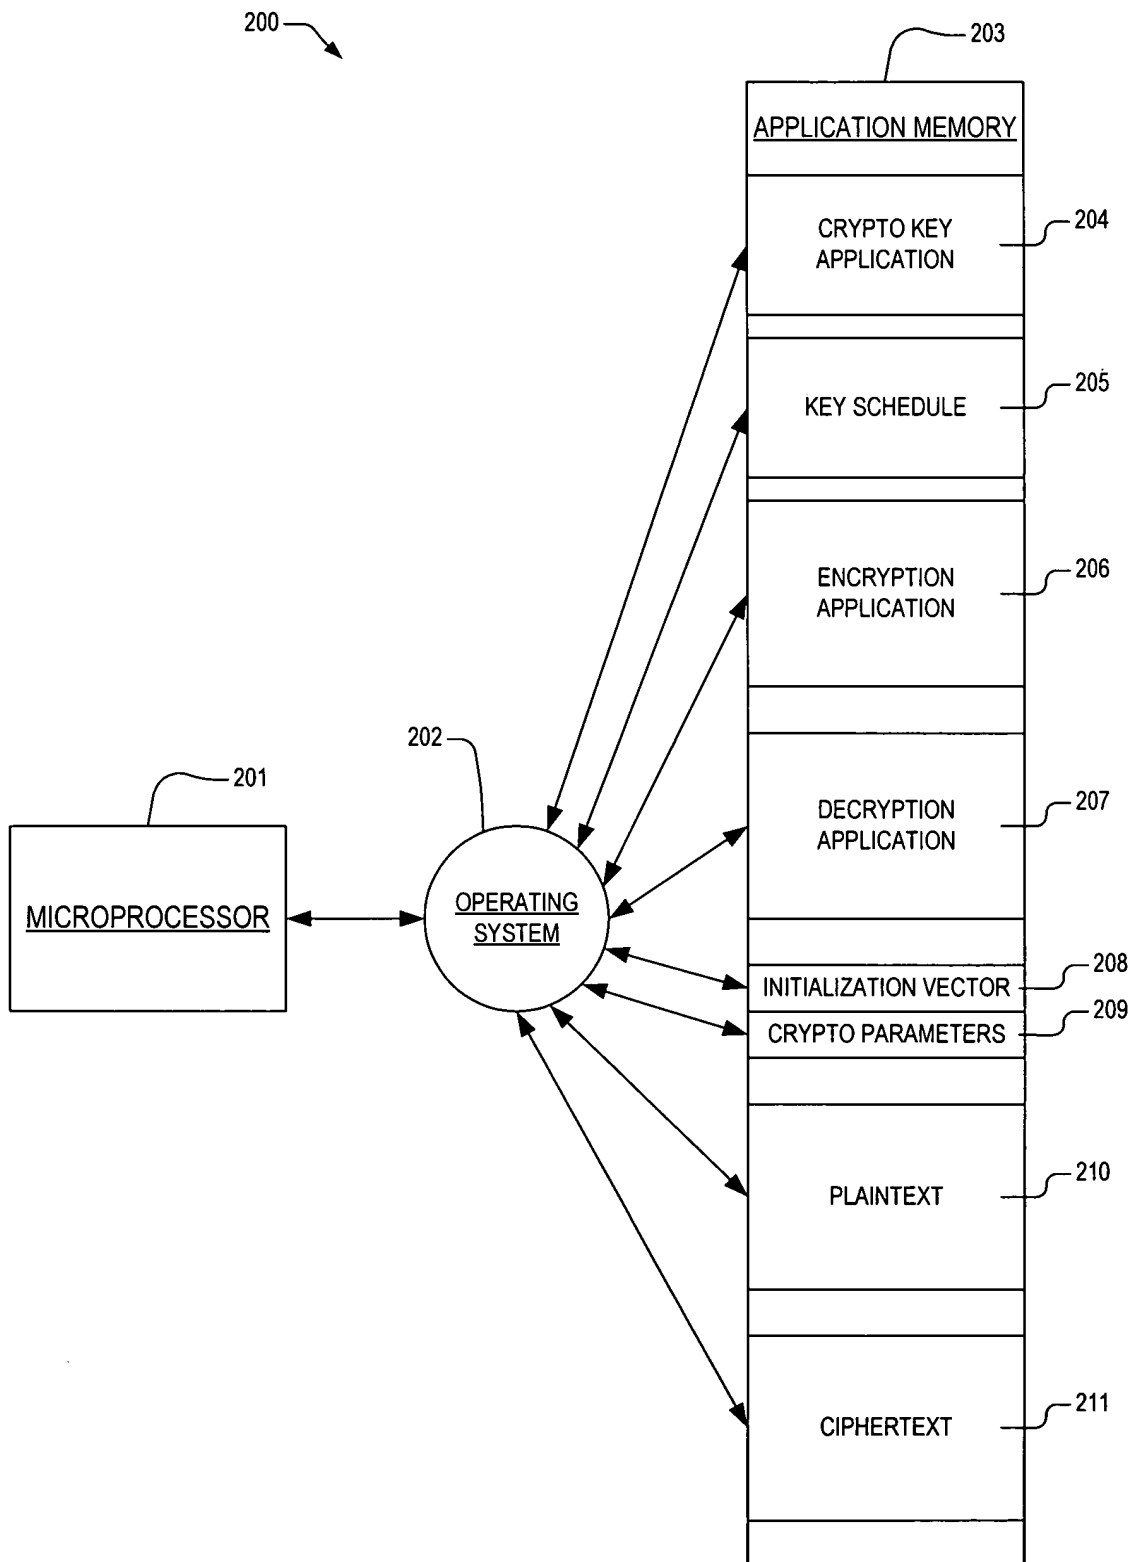 200
203
APPLICATION MEMORY
CRYPTO KEY
APPLICATION
204
KEY SCHEDULE
205
ENCRYPTION
APPLICATION
206
202
201
DECRYPTION
APPLICATION
207
MICROPROCESSOR
OPERATING
SYSTEM
INITIALIZATION VECTOR
208
CRYPTO PARAMETERS
209
PLAINTEXT
210
CIPHERTEXT
211